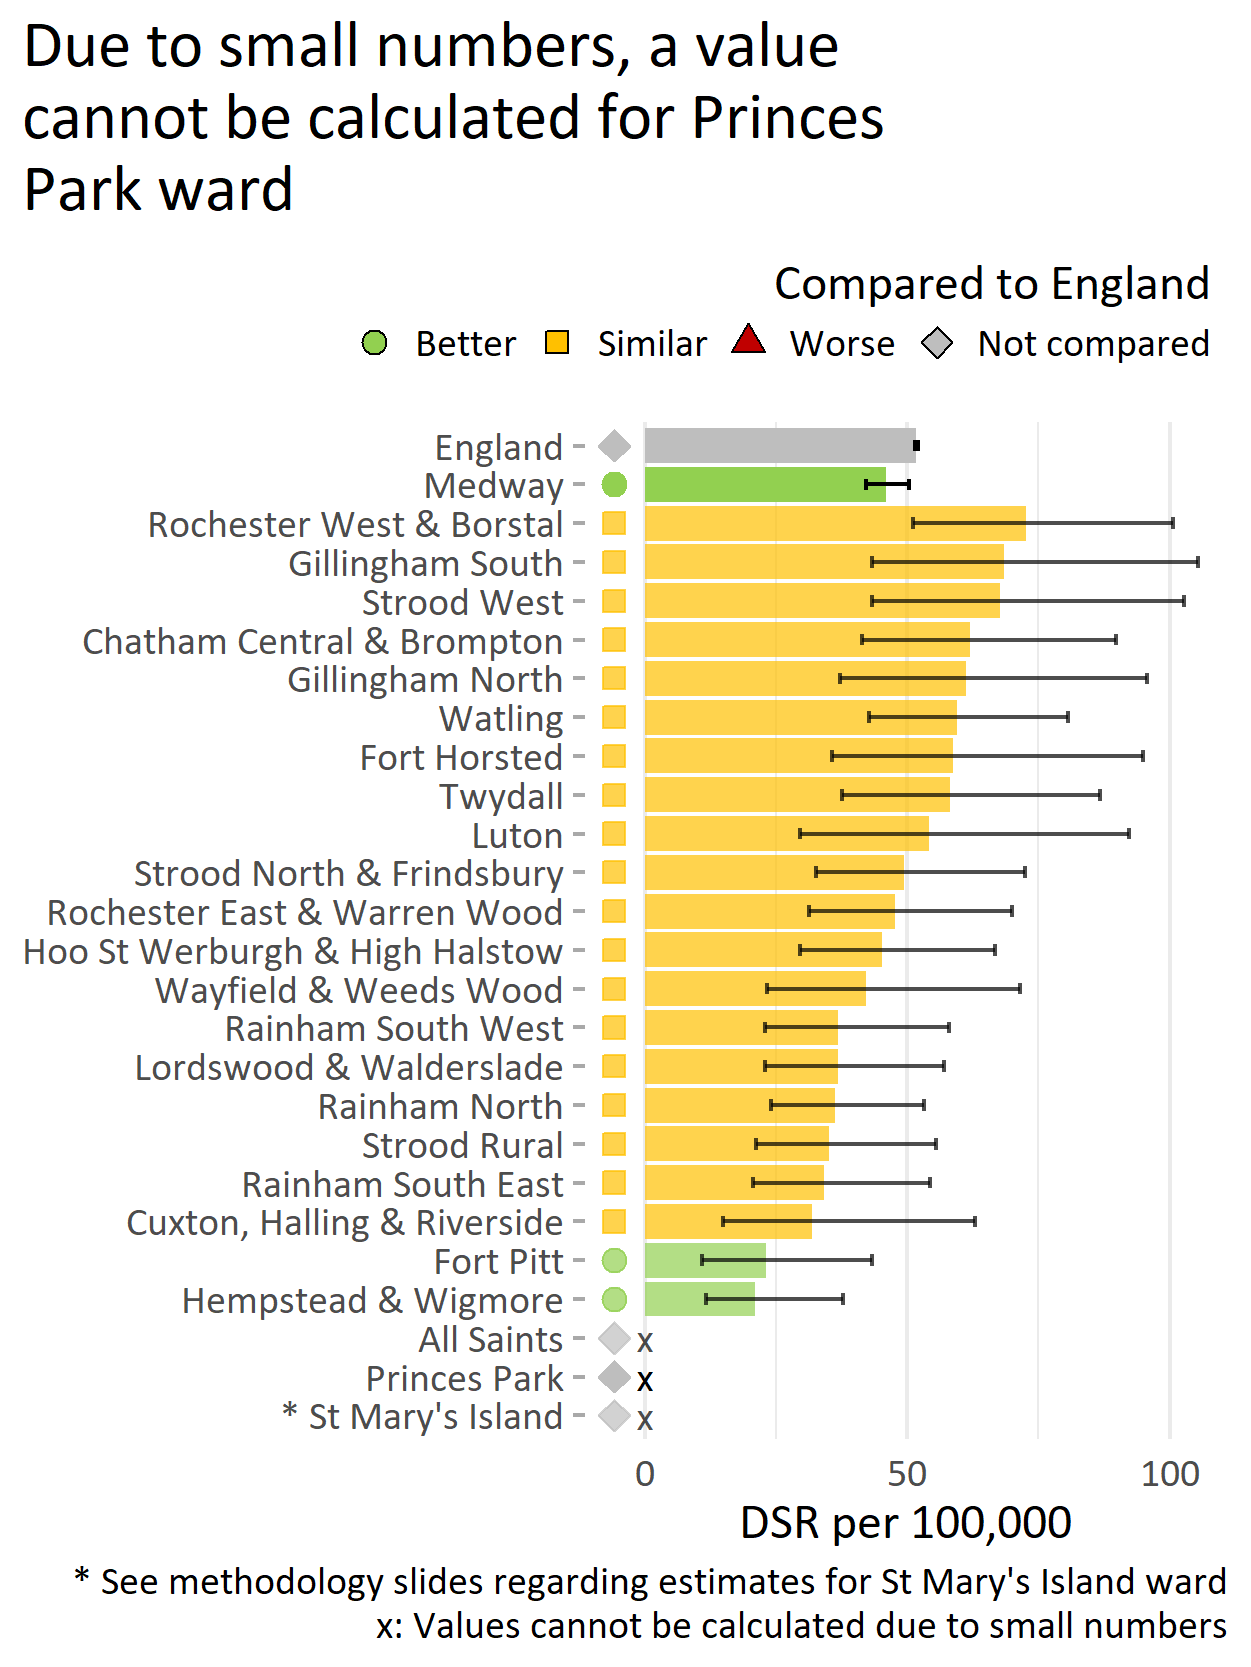 Due to small numbers, a value
cannot be calculated for Princes
Park ward
Compared to England
Better Similar Worse Not compared
England
Medway
Rochester West & Borstal
Gillingham South
Strood West
Chatham Central & Brompton
Gillingham North
Watling
Fort Horsted
Twydall
Luton
Strood North & Frindsbury
Rochester East & Warren Wood
Hoo St Werburgh & High Halstow
Wayfield & Weeds Wood
Rainham South West
Lordswood & Walderslade
Rainham North
Strood Rural
Rainham South East
Cuxton, Halling & Riverside
Fort Pitt
Hempstead & Wigmore
All Saints x
Princes Park x
* St Mary's Island x
0 50 100
DSR per 100,000
* See methodology slides regarding estimates for St Mary's Island ward
x: Values cannot be calculated due to small numbers